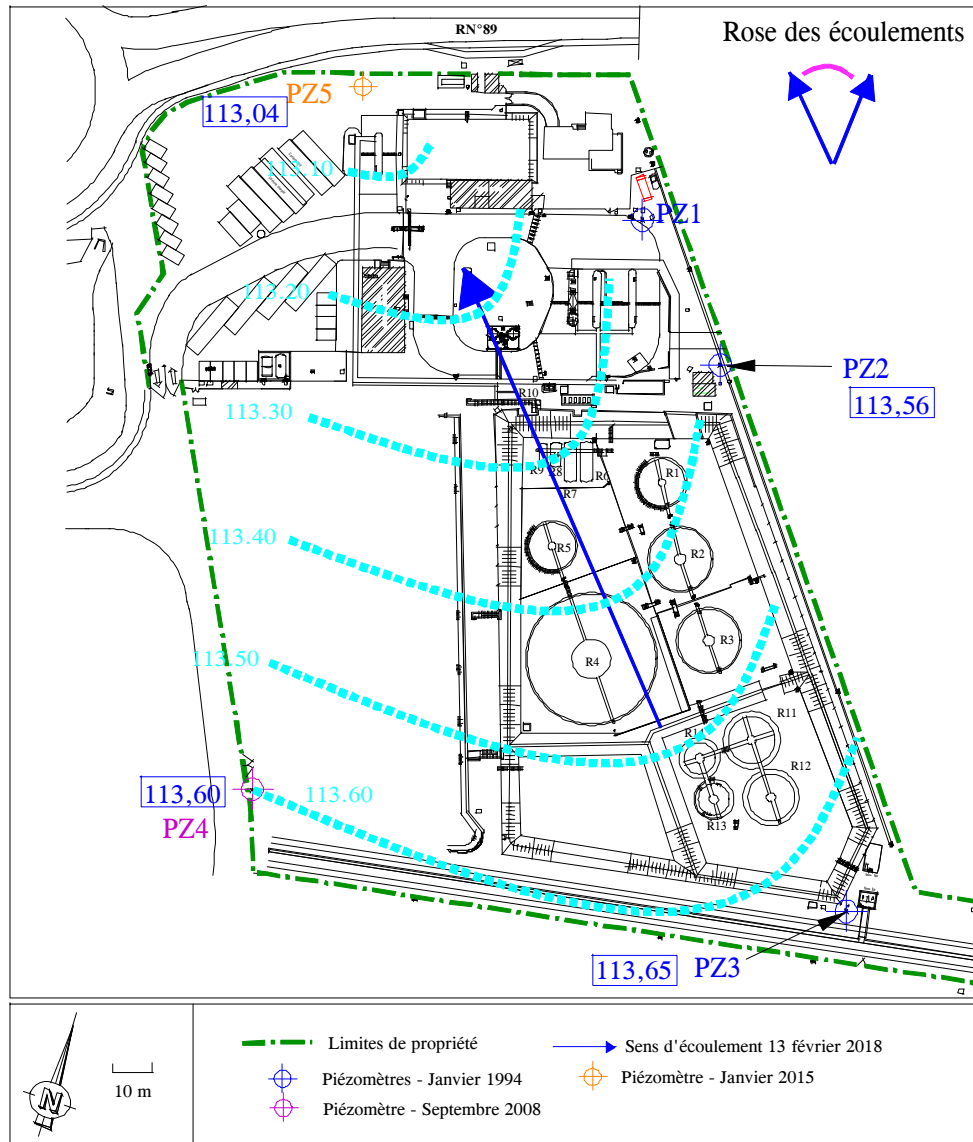 RN°89
Rose des écoulements
PZ5
113,04
113.10
PZ1
113.20
PZ2
113,56
R10
113.30
R9
R8
R6
R7
R1
113.40
R5
R2
R3
R4
113.50
R11
R12
113,60
113.60
PZ4
R13
113,65
PZ3
N
10 m
Limites de propriété
Sens d'écoulement 13 février 2018
Piézomètres - Janvier 1994
Piézomètre - Janvier 2015
Piézomètre - Septembre 2008